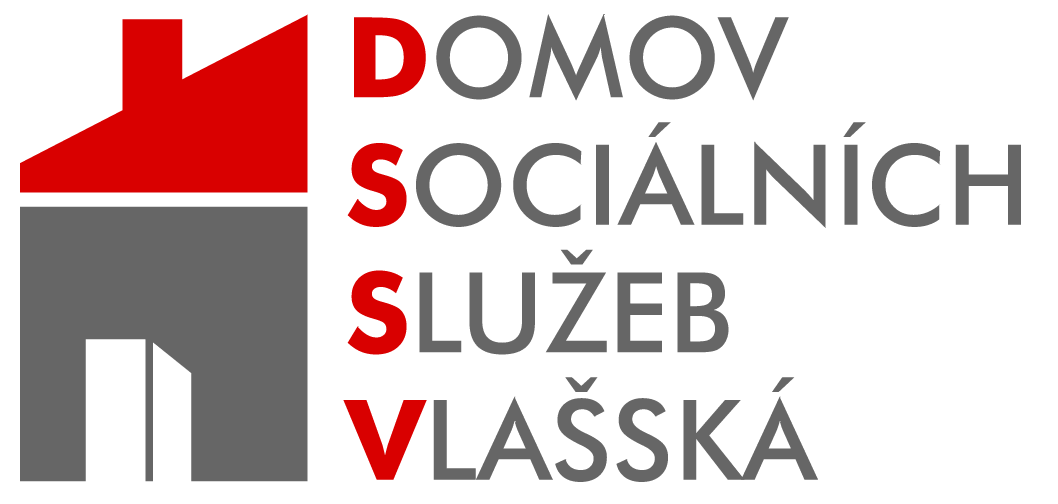 DOMOV
SOCIÁLNÍCH
SLUŽEB
VLAŠSKÁ